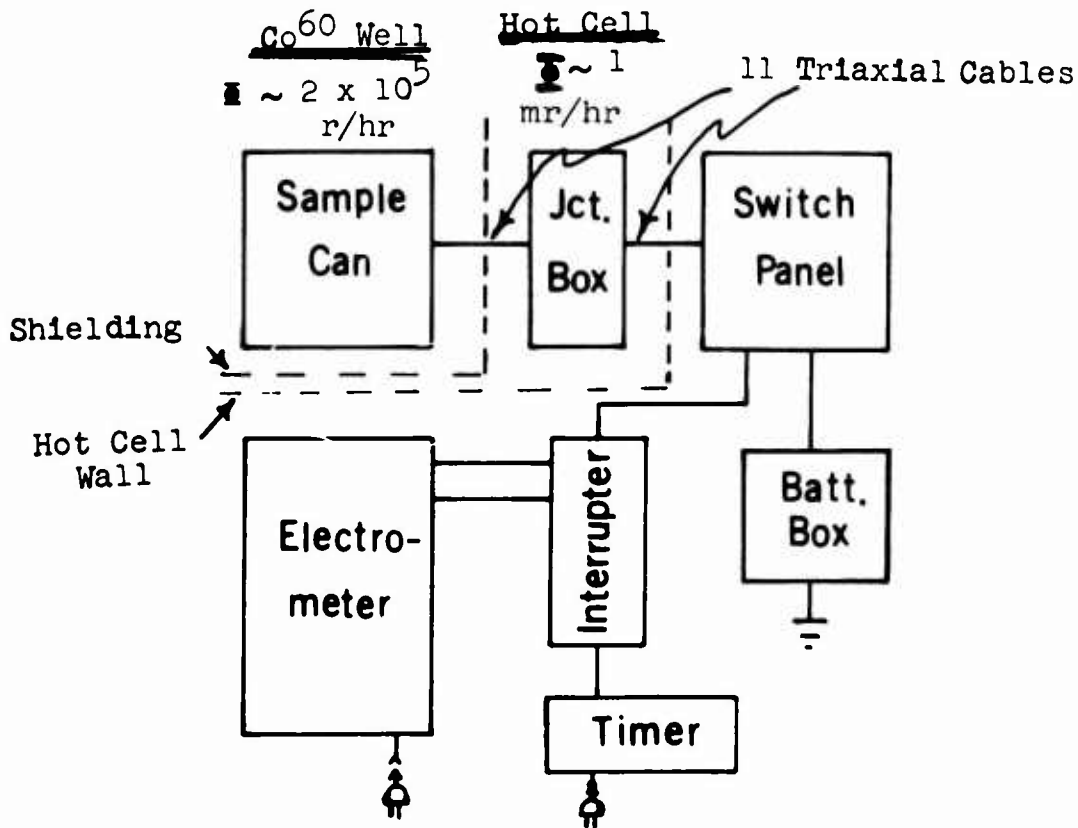 Co⁶⁰ Well
Φ ~ 2 x 10⁵
r/hr
Hot Cell
Φ ~ 1
mr/hr
11 Triaxial Cables
Sample
Can
Jct.
Box
Switch
Panel
Shielding
Hot Cell
Wall
Electro-
meter
Interrupter
Batt.
Box
Timer